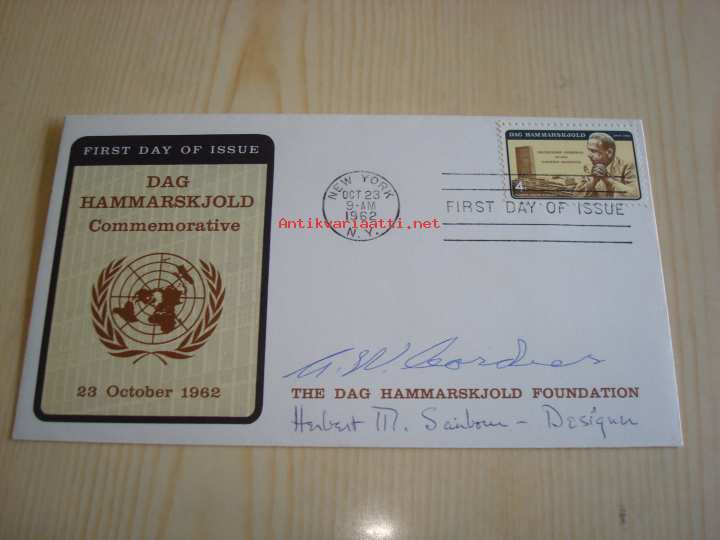 FIRST DAY OF ISSUE
DAG
HAMMARSKJOLD
Commemorative
23 October 1962
NEW YORK
OCT 23
9-AM
1962
N.Y.
FIRST DAY OF ISSUE
DAG HAMMARSKJOLD
4¢
Antikvariaatti.net
A.W. Cordier
THE DAG HAMMARSKJOLD FOUNDATION
Herbert M. Sanborn - Designer